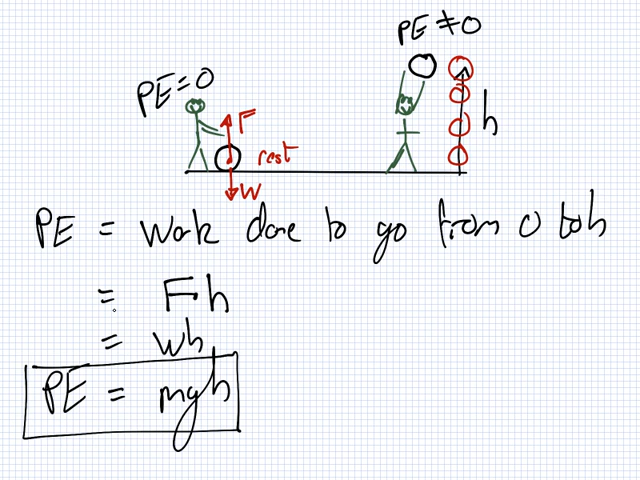 PE ≠ 0
PE = 0
F
h
rest
W
PE = Work done to go from 0 to h
= Fh
= Wh
PE = mgh